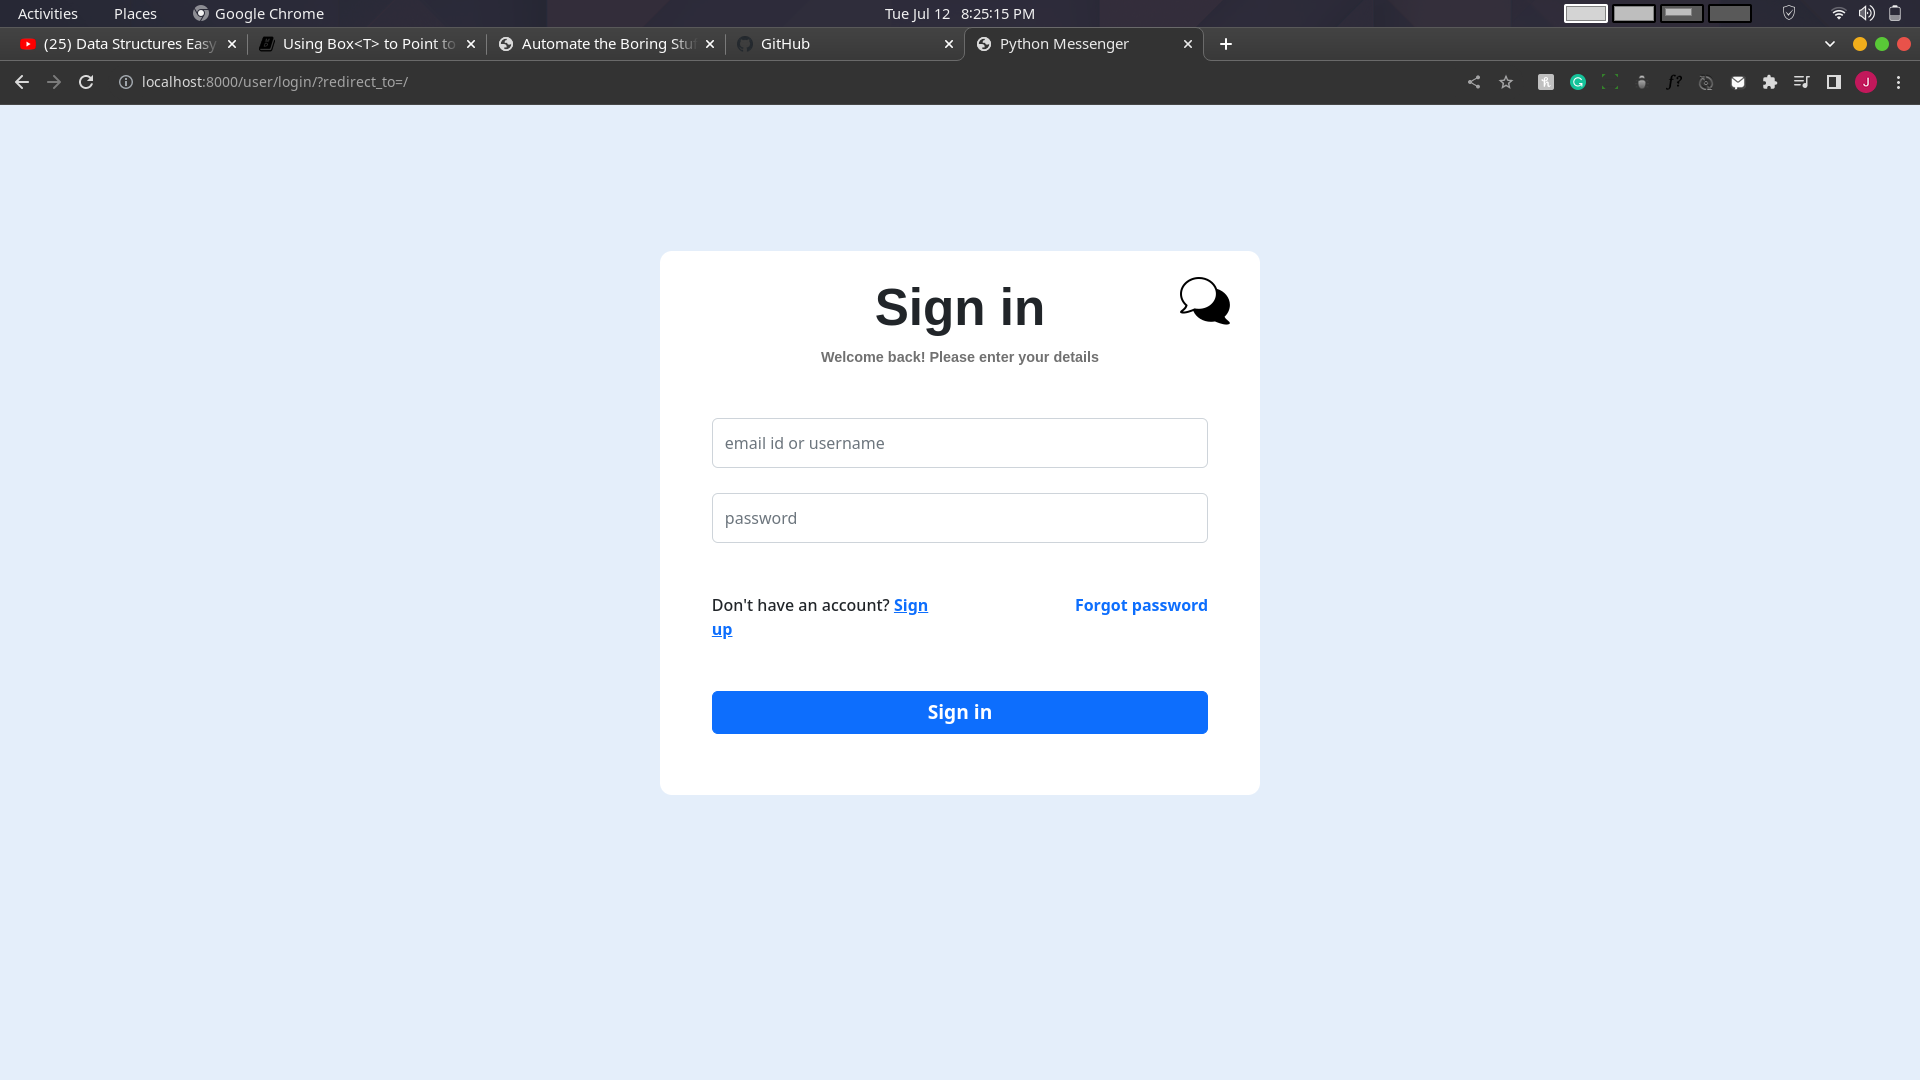 Activities Places Google Chrome Tue Jul 12 8:25:15 PM
(25) Data Structures Easy Using Box<T> to Point to Automate the Boring Stu GitHub Python Messenger
localhost:8000/user/login/?redirect_to=/ f? J
Sign in
Welcome back! Please enter your details
email id or username
password
Don't have an account? Sign up
Forgot password
Sign in